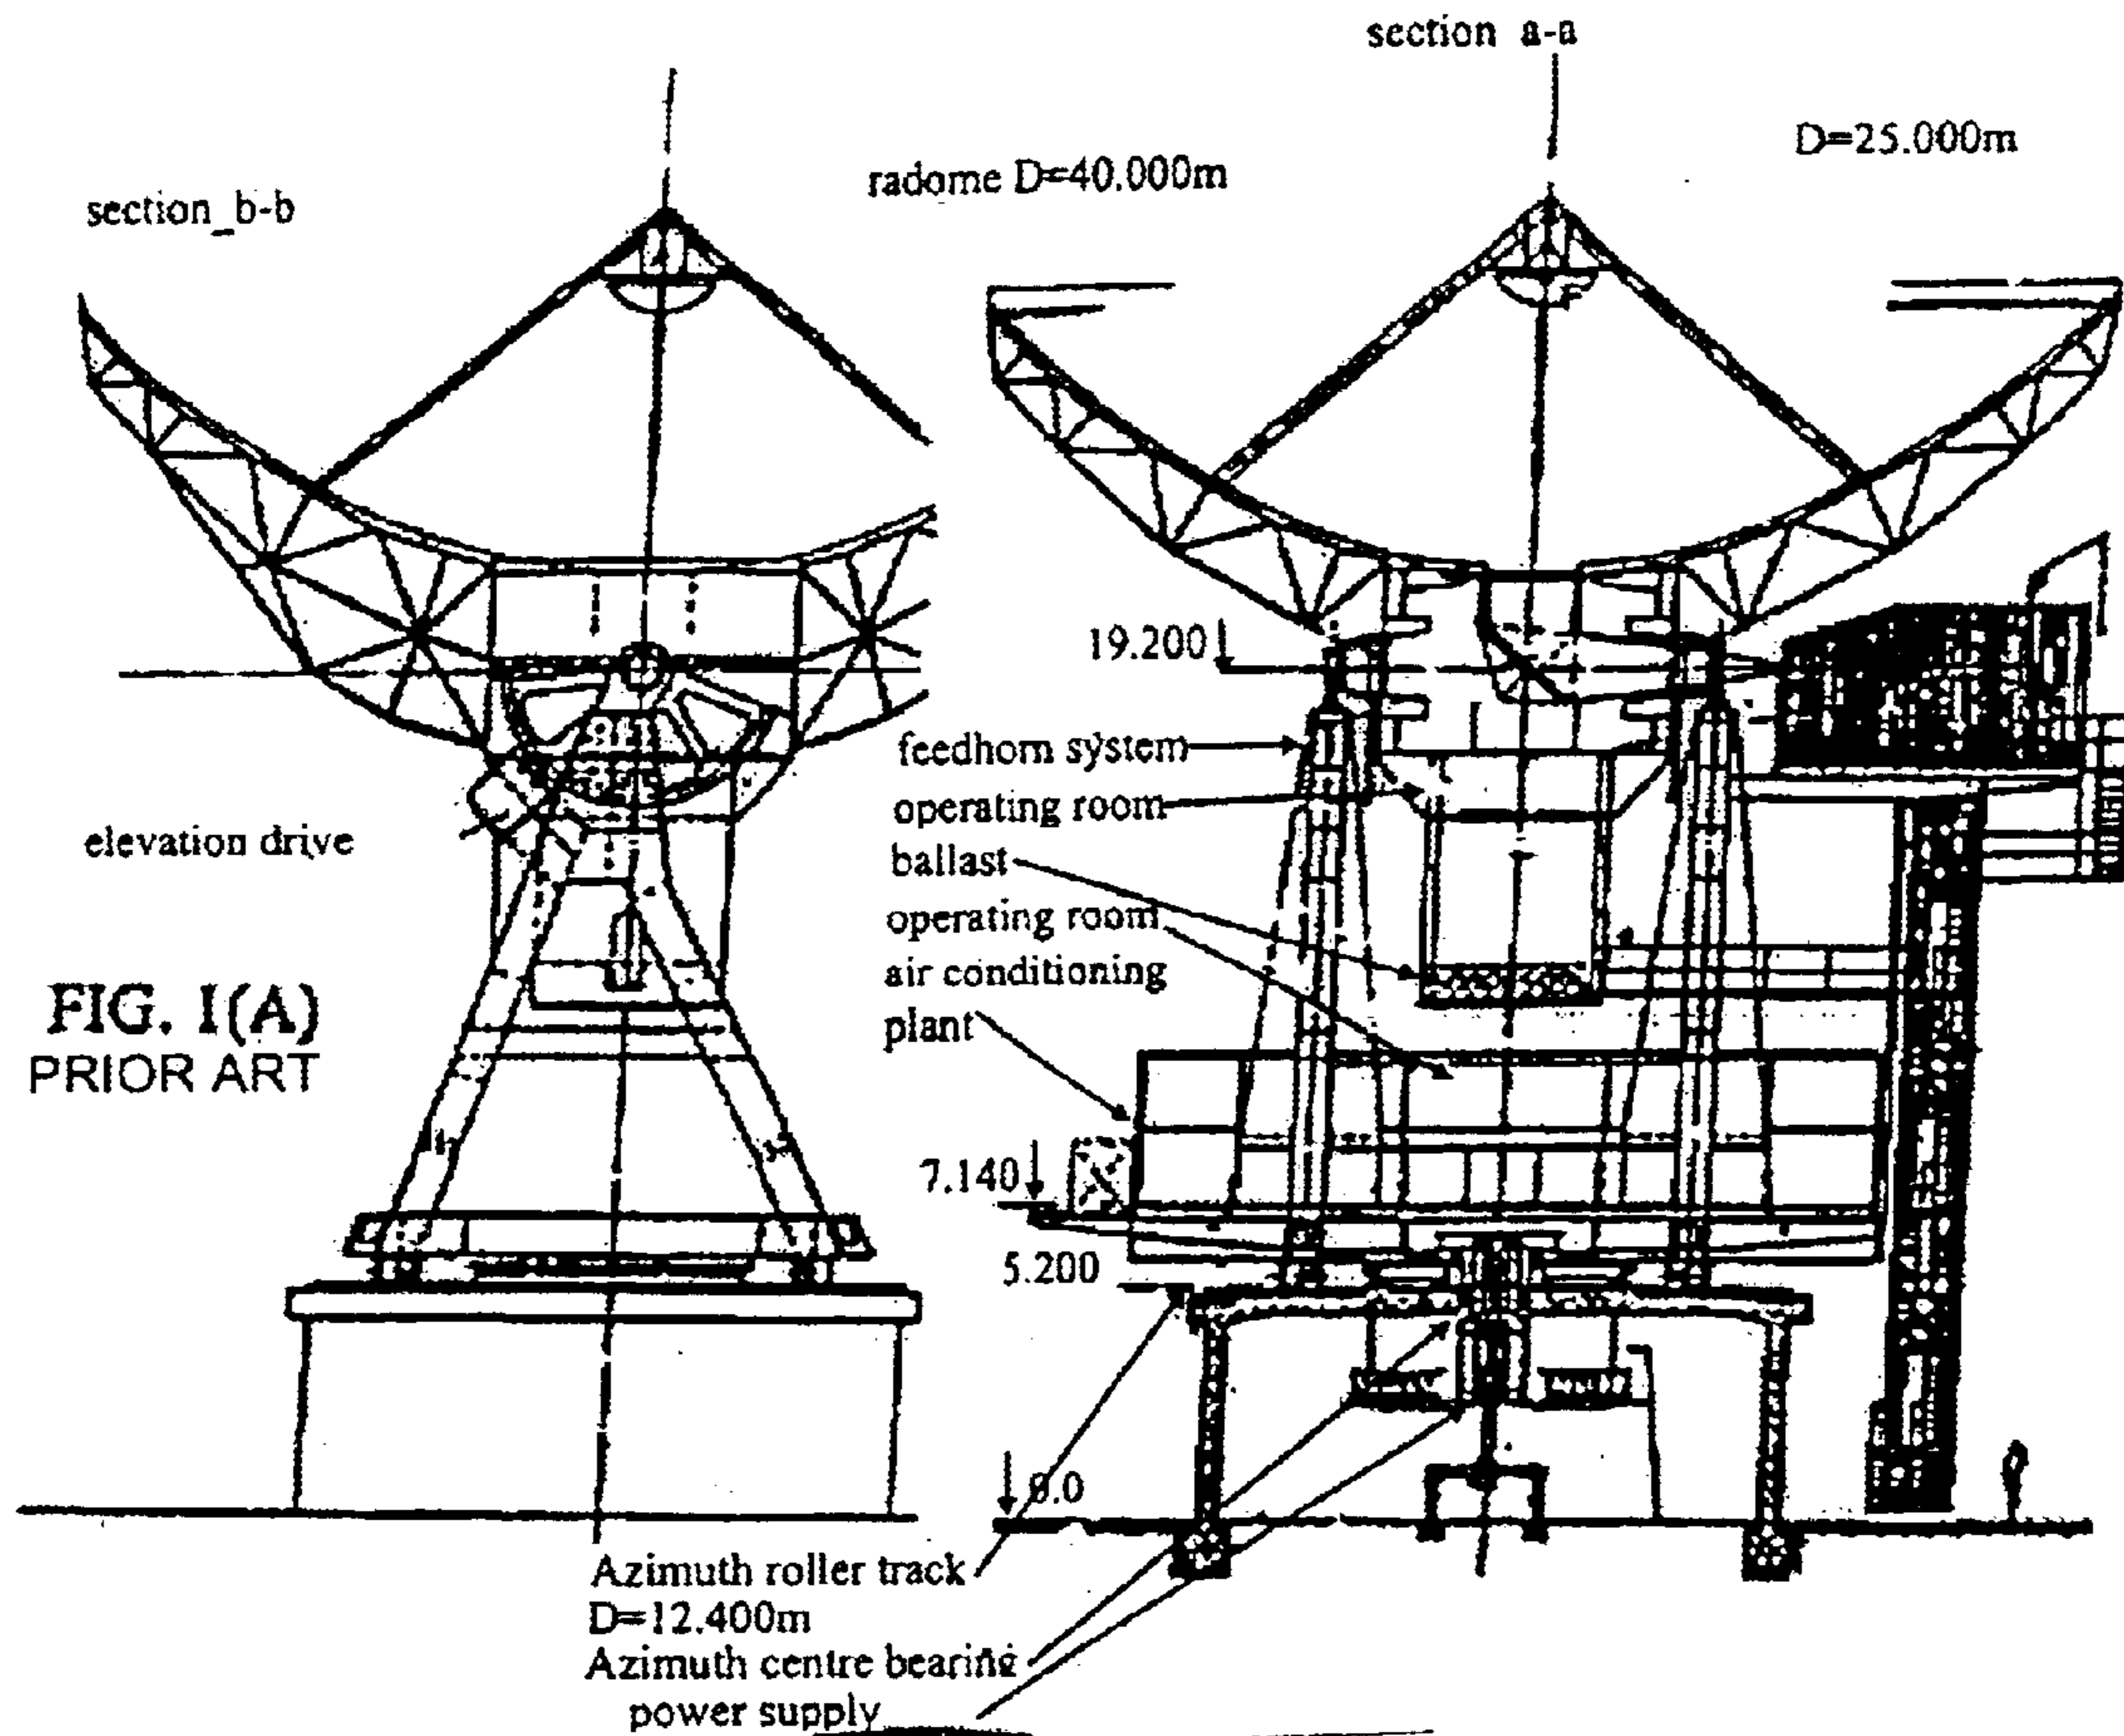 section a-a
D=25.000m
radome D=40.000m
section_b-b
19.200
feedhom system
operating room
elevation drive
ballast
operating room
air conditioning
plant
FIG. 1(A)
PRIOR ART
7.140
5.200
0.0
Azimuth roller track
D=12.400m
Azimuth centre bearing
power supply